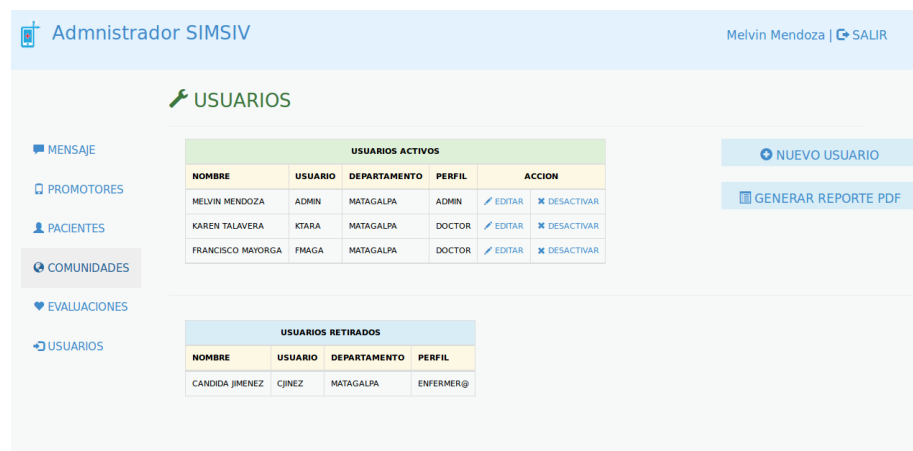 Admnistrador SIMSIV
Melvin Mendoza | SALIR
USUARIOS
MENSAJE
PROMOTORES
PACIENTES
COMUNIDADES
EVALUACIONES
USUARIOS
USUARIOS ACTIVOS
NOMBRE USUARIO DEPARTAMENTO PERFIL ACCION
MELVIN MENDOZA ADMIN MATAGALPA ADMIN EDITAR DESACTIVAR
KAREN TALAVERA KTARA MATAGALPA DOCTOR EDITAR DESACTIVAR
FRANCISCO MAYORGA FMAGA MATAGALPA DOCTOR EDITAR DESACTIVAR
NUEVO USUARIO
GENERAR REPORTE PDF
USUARIOS RETIRADOS
NOMBRE USUARIO DEPARTAMENTO PERFIL
CANDIDA JIMENEZ CJINEZ MATAGALPA ENFERMER@